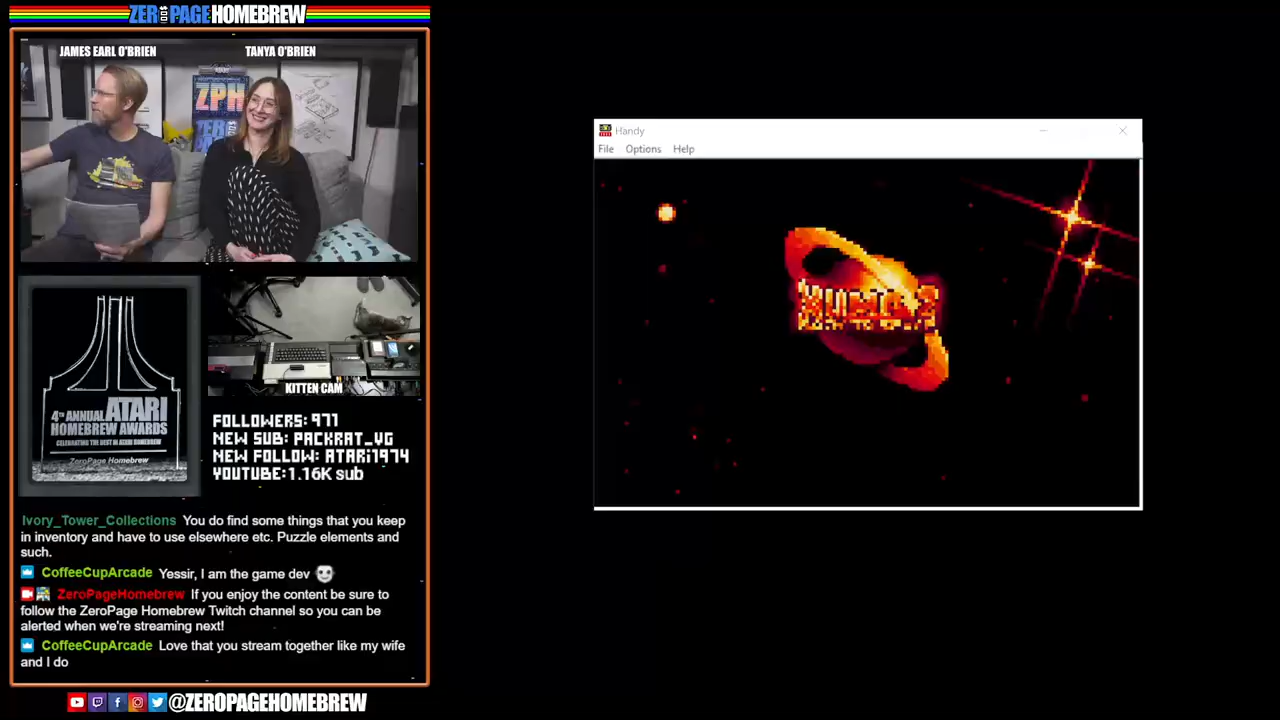 ZEROPAGE HOMEBREW
JAMES EARL O'BRIEN
TANYA O'BRIEN
ZPH
4TH ANNUAL ATARI
HOMEBREW AWARDS
CELEBRATING THE BEST IN ATARI HOMEBREW
ZeroPage Homebrew
KITTEN CAM
FOLLOWERS: 971
NEW SUB: PACKRAT_VG
NEW FOLLOW: ATARI1974
YOUTUBE:1.16K sub
Ivory_Tower_Collections You do find some things that you keep
in inventory and have to use elsewhere etc. Puzzle elements and
such.
CoffeeCupArcade Yessir, I am the game dev
ZeroPageHomebrew If you enjoy the content be sure to
follow the ZeroPage Homebrew Twitch channel so you can be
alerted when we're streaming next!
CoffeeCupArcade Love that you stream together like my wife
and I do
@ZEROPAGEHOMEBREW
Handy
File Options Help